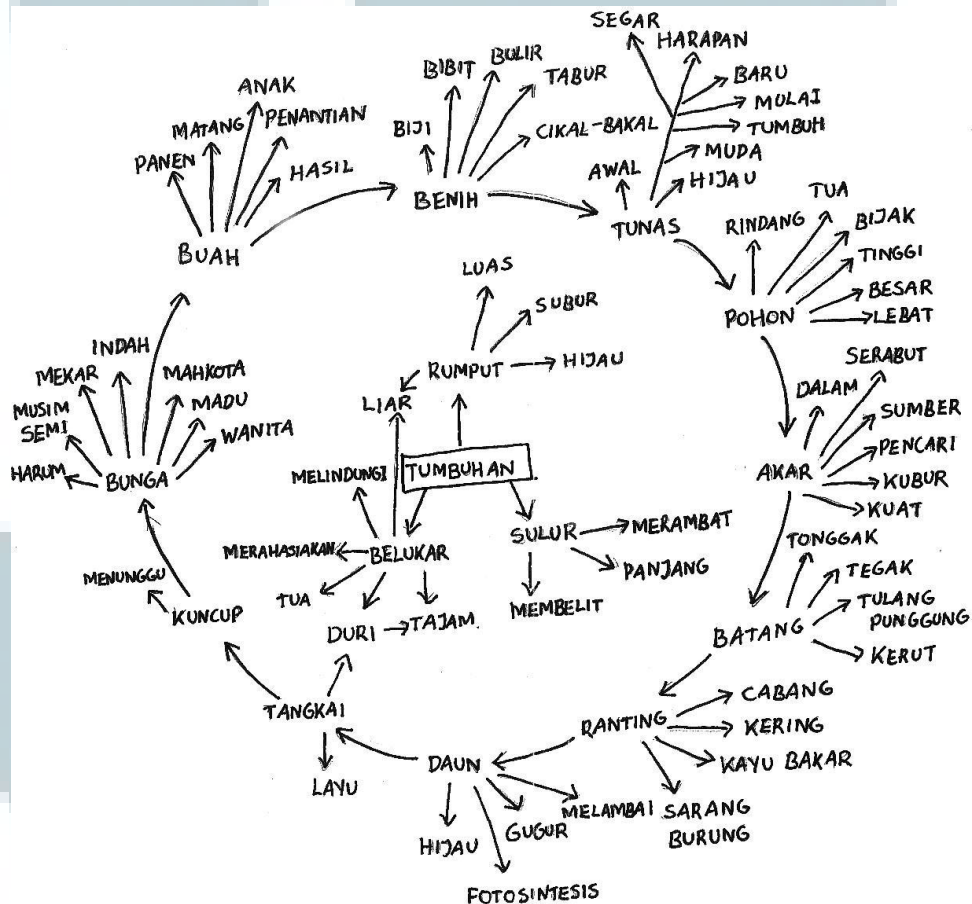 SEGAR
HARAPAN
BARU
MULAI
TUMBUH
MUDA
HIJAU
AWAL
TUNAS
BIBIT
BULIR
TABUR
CIKAL-BAKAL
BIJI
BENIH
ANAK
MATANG
PENANTIAN
PANEN
HASIL
BUAH
TUA
RINDANG
BIJAK
TINGGI
BESAR
LEBAT
POHON
LUAS
SUBUR
HIJAU
RUMPUT
LIAR
TUMBUHAN
SERABUT
DALAM
SUMBER
PENCARI
KUBUR
KUAT
AKAR
INDAH
MEKAR
MAHKOTA
MUSIM
SEMI
MADU
WANITA
HARUM
BUNGA
MELINDUNGI
MERAHASIAKAN
BELUKAR
TUA
DURI
TAJAM.
SULUR
MERAMBAT
PANJANG
MEMBELIT
TONGGAK
TEGAK
TULANG
PUNGGUNG
KERUT
BATANG
MENUNGGU
KUNCUP
TANGKAI
LAYU
RANTING
CABANG
KERING
KAYU BAKAR
SARANG
BURUNG
DAUN
MELAMBAI
GUGUR
HIJAU
FOTOSINTESIS